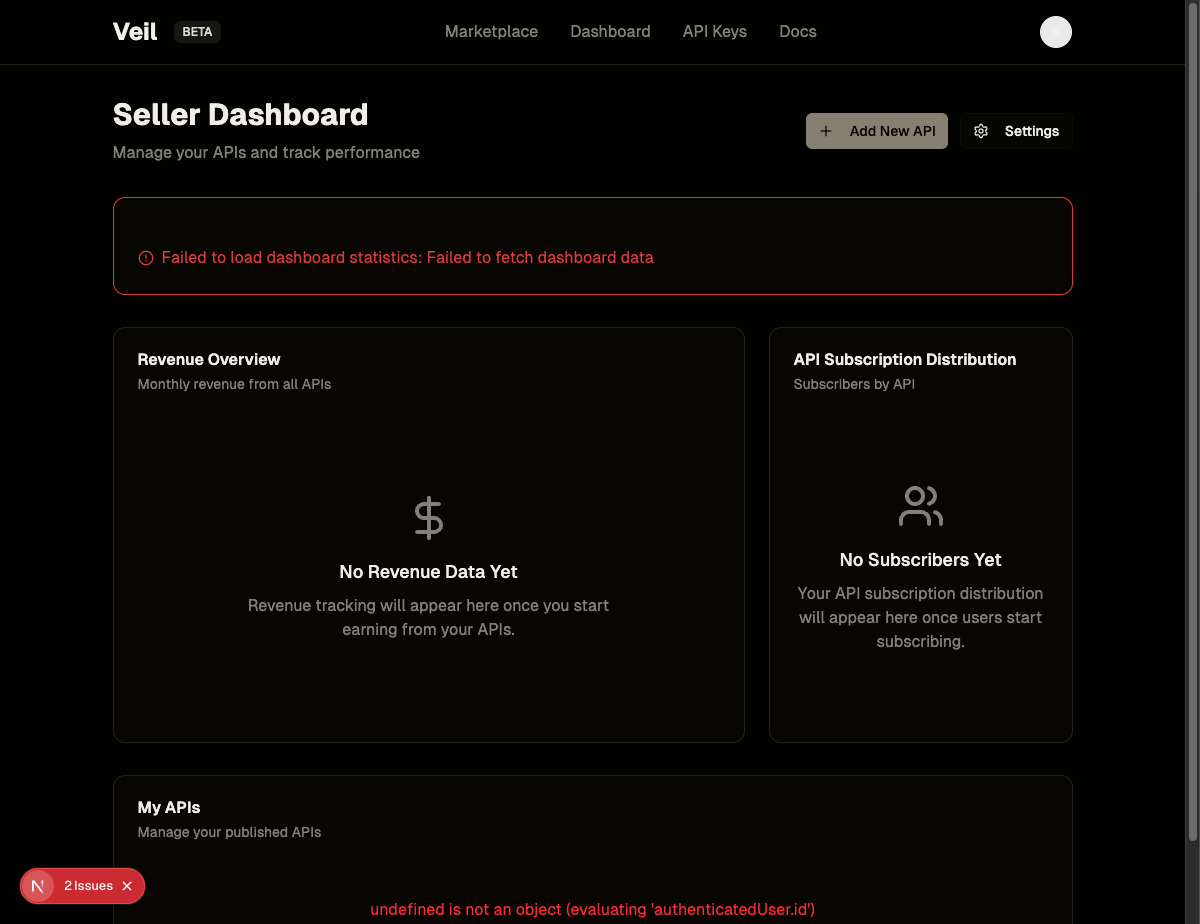 Veil BETA Marketplace Dashboard API Keys Docs
Seller Dashboard
Manage your APIs and track performance
Add New API Settings
Failed to load dashboard statistics: Failed to fetch dashboard data
Revenue Overview
Monthly revenue from all APIs
No Revenue Data Yet
Revenue tracking will appear here once you start
earning from your APIs.
API Subscription Distribution
Subscribers by API
No Subscribers Yet
Your API subscription distribution
will appear here once users start
subscribing.
My APIs
Manage your published APIs
N 2 Issues
undefined is not an object (evaluating 'authenticatedUser.id')